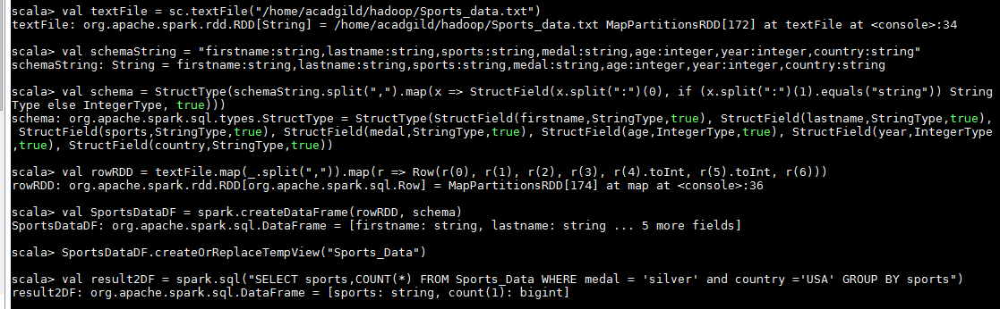 scala> val textFile = sc.textFile("/home/acadgild/hadoop/Sports_data.txt")
textFile: org.apache.spark.rdd.RDD[String] = /home/acadgild/hadoop/Sports_data.txt MapPartitionsRDD[172] at textFile at <console>:34
scala> val schemaString = "firstname:string,lastname:string,sports:string,medal:string,age:integer,year:integer,country:string"
schemaString: String = firstname:string,lastname:string,sports:string,medal:string,age:integer,year:integer,country:string
scala> val schema = StructType(schemaString.split(",").map(x => StructField(x.split(":")(0), if (x.split(":")(1).equals("string")) String
Type else IntegerType, true)))
schema: org.apache.spark.sql.types.StructType = StructType(StructField(firstname,StringType,true), StructField(lastname,StringType,true),
StructField(sports,StringType,true), StructField(medal,StringType,true), StructField(age,IntegerType,true), StructField(year,IntegerType
,true), StructField(country,StringType,true))
scala> val rowRDD = textFile.map(_.split(",")).map(r => Row(r(0), r(1), r(2), r(3), r(4).toInt, r(5).toInt, r(6)))
rowRDD: org.apache.spark.rdd.RDD[org.apache.spark.sql.Row] = MapPartitionsRDD[174] at map at <console>:36
scala> val SportsDataDF = spark.createDataFrame(rowRDD, schema)
SportsDataDF: org.apache.spark.sql.DataFrame = [firstname: string, lastname: string ... 5 more fields]
scala> SportsDataDF.createOrReplaceTempView("Sports_Data")
scala> val result2DF = spark.sql("SELECT sports,COUNT(*) FROM Sports_Data WHERE medal = 'silver' and country ='USA' GROUP BY sports")
result2DF: org.apache.spark.sql.DataFrame = [sports: string, count(1): bigint]